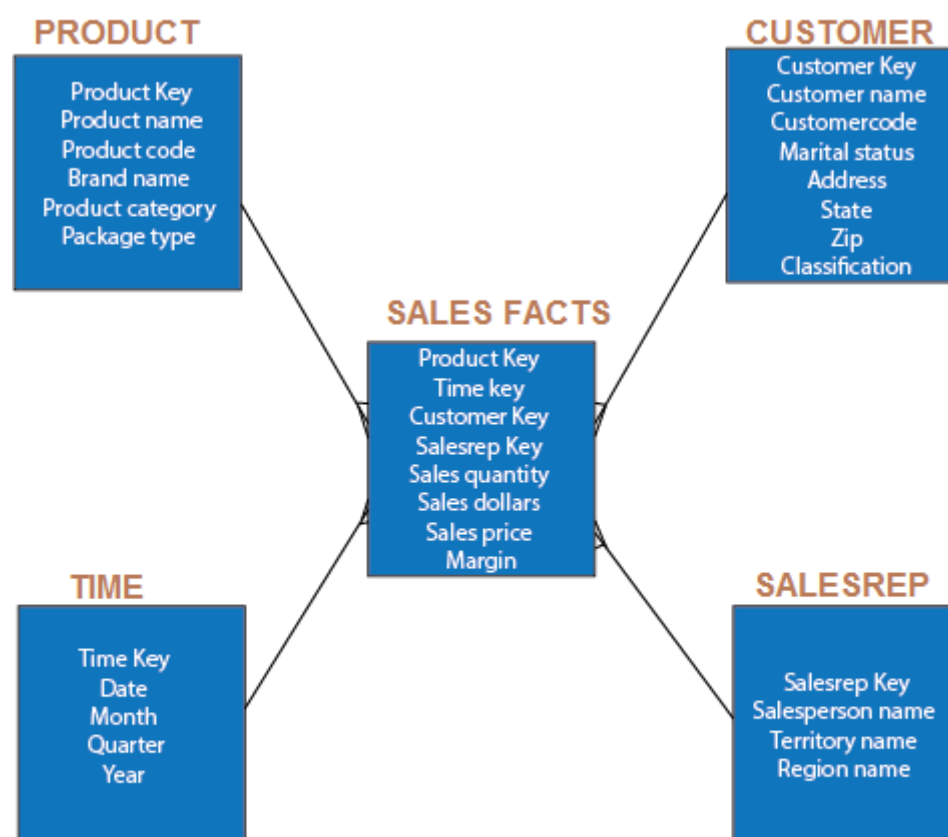 PRODUCT
Product Key
Product name
Product code
Brand name
Product category
Package type
CUSTOMER
Customer Key
Customer name
Customercode
Marital status
Address
State
Zip
Classification
SALES FACTS
Product Key
Time key
Customer Key
Salesrep Key
Sales quantity
Sales dollars
Sales price
Margin
TIME
Time Key
Date
Month
Quarter
Year
SALESREP
Salesrep Key
Salesperson name
Territory name
Region name